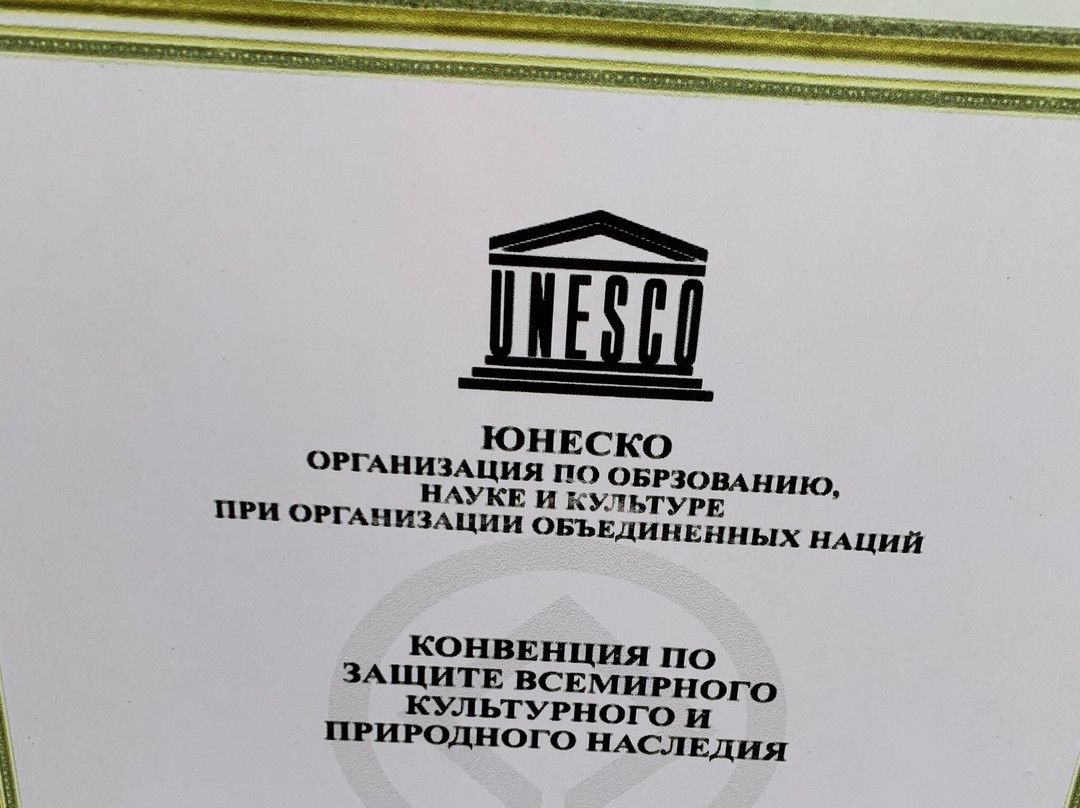 UNESCO
ЮНЕСКО
ОРГАНИЗАЦИЯ ПО ОБРЗОВАНИЮ,
НАУКЕ И КУЛЬТУРЕ
ПРИ ОРГАНИЗАЦИИ ОБЪЕДИНЕННЫХ НАЦИЙ
КОНВЕНЦИЯ ПО
ЗАЩИТЕ ВСЕМИРНОГО
КУЛЬТУРНОГО И
ПРИРОДНОГО НАСЛЕДИЯ